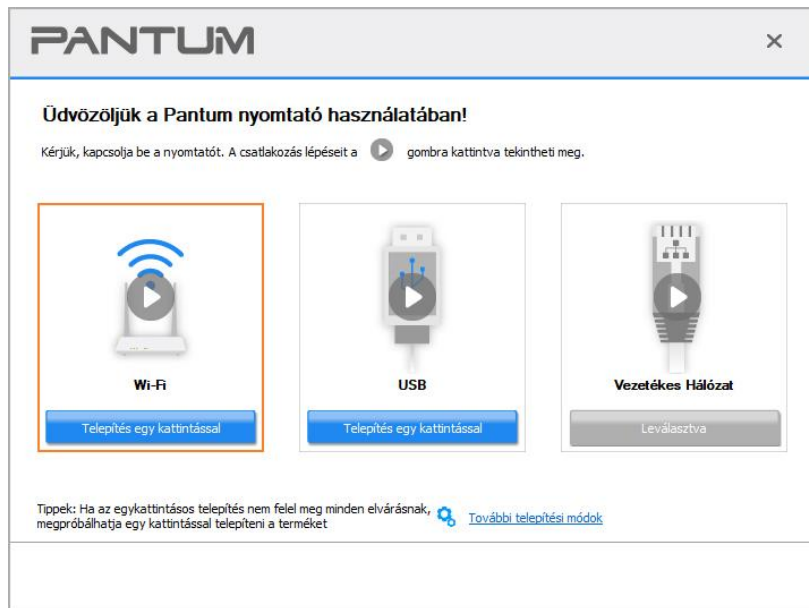 PANTUM
Üdvözöljük a Pantum nyomtató használatában!
Kérjük, kapcsolja be a nyomtatót. A csatlakozás lépéseit a gombra kattintva tekintheti meg.
Wi-Fi
USB
Vezetékes Hálózat
Telepítés egy kattintással
Telepítés egy kattintással
Leválasztva
Tippek: Ha az egykattintásos telepítés nem felel meg minden elvárásnak,
megpróbálhatja egy kattintással telepíteni a terméket
További telepítési módok